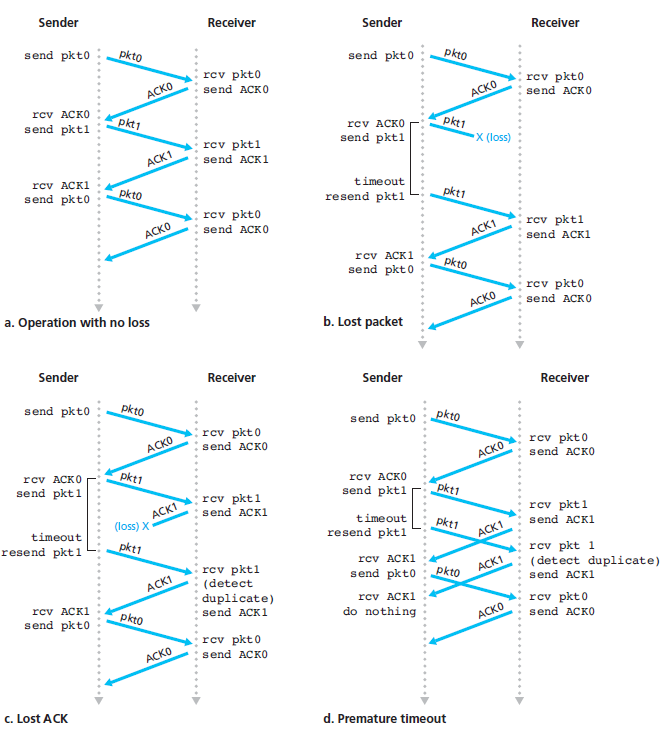 Sender Receiver
send pkt0 pkt0
rcv pkt0
ACK0 send ACK0
rcv ACK0
send pkt1 pkt1
rcv pkt1
ACK1 send ACK1
rcv ACK1
send pkt0 pkt0
rcv pkt0
ACK0 send ACK0
a. Operation with no loss
Sender Receiver
send pkt0 pkt0
rcv pkt0
ACK0 send ACK0
rcv ACK0 pkt1
send pkt1 X (loss)
timeout
resend pkt1 pkt1
rcv pkt1
ACK1 send ACK1
rcv ACK1
send pkt0 pkt0
rcv pkt0
ACK0 send ACK0
b. Lost packet
Sender Receiver
send pkt0 pkt0
rcv pkt0
ACK0 send ACK0
rcv ACK0 pkt1
send pkt1
rcv pkt1
ACK1 send ACK1
(loss) X
timeout
resend pkt1 pkt1
rcv pkt1
(detect
ACK1 duplicate)
send ACK1
rcv ACK1
send pkt0 pkt0
rcv pkt0
ACK0 send ACK0
c. Lost ACK
Sender Receiver
send pkt0 pkt0
rcv pkt0
ACK0 send ACK0
rcv ACK0
send pkt1 pkt1
rcv pkt1
timeout send ACK1
resend pkt1 pkt1 ACK1
rcv pkt 1
rcv ACK1 (detect duplicate)
send pkt0 pkt0 ACK1 send ACK1
rcv ACK1 rcv pkt0
do nothing ACK0 send ACK0
d. Premature timeout